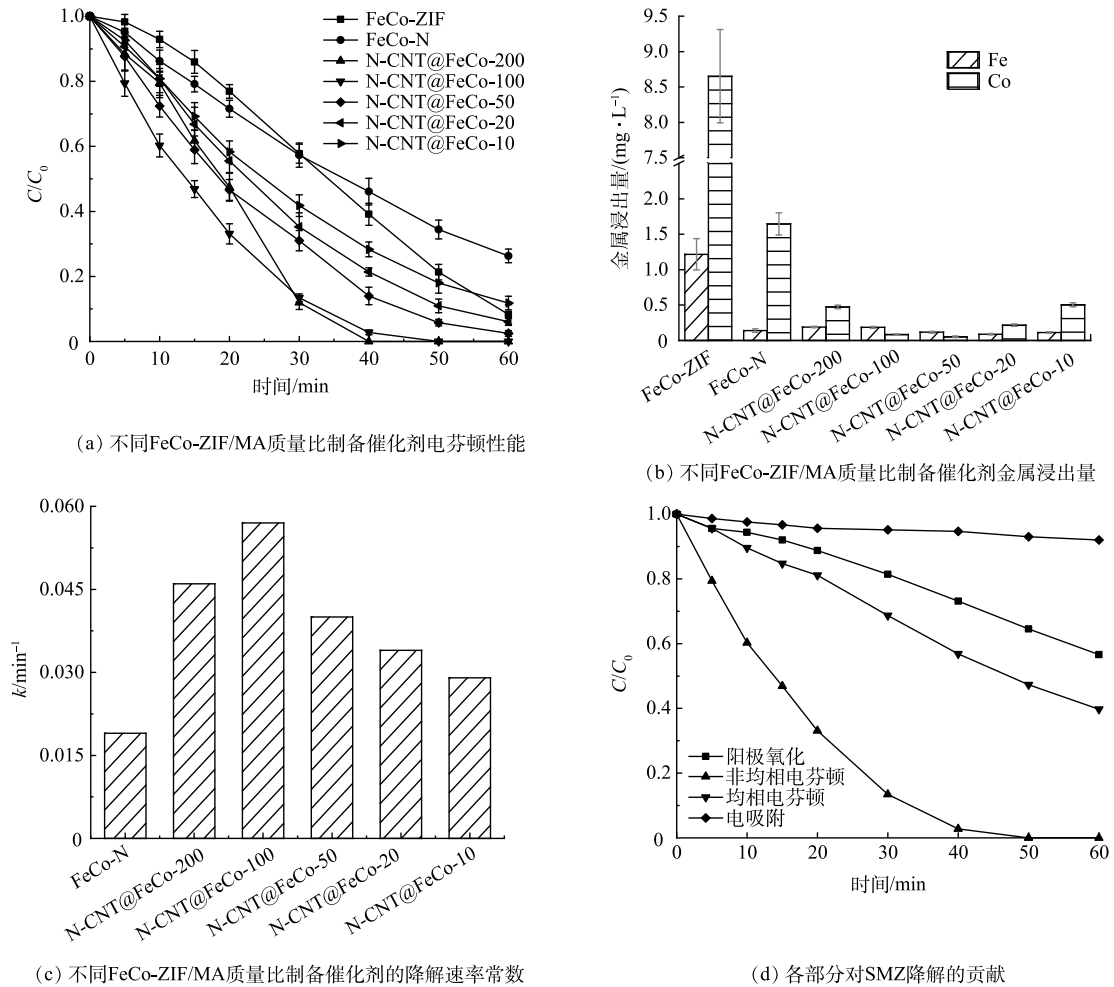 1.0
0.8
0.6
0.4
0.2
0
C/C0
0 10 20 30 40 50 60
时间/min
FeCo-ZIF
FeCo-N
N-CNT@FeCo-200
N-CNT@FeCo-100
N-CNT@FeCo-50
N-CNT@FeCo-20
N-CNT@FeCo-10
(a) 不同FeCo-ZIF/MA质量比制备催化剂电芬顿性能
9.5
9.0
8.5
8.0
7.5
2.0
1.5
1.0
0.5
0
金属浸出量/(mg·L⁻¹)
Fe
Co
FeCo-ZIF
FeCo-N
N-CNT@FeCo-200
N-CNT@FeCo-100
N-CNT@FeCo-50
N-CNT@FeCo-20
N-CNT@FeCo-10
(b) 不同FeCo-ZIF/MA质量比制备催化剂金属浸出量
0.060
0.045
0.030
0.015
0
k/min⁻¹
FeCo-N
N-CNT@FeCo-200
N-CNT@FeCo-100
N-CNT@FeCo-50
N-CNT@FeCo-20
N-CNT@FeCo-10
(c) 不同FeCo-ZIF/MA质量比制备催化剂的降解速率常数
1.0
0.8
0.6
0.4
0.2
0
C/C0
阳极氧化
非均相电芬顿
均相电芬顿
电吸附
0 10 20 30 40 50 60
时间/min
(d) 各部分对SMZ降解的贡献